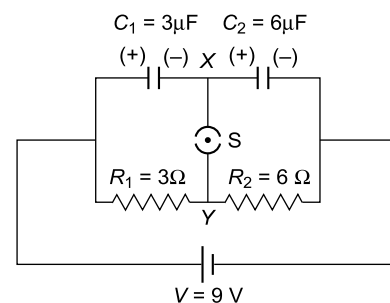 C₁ = 3μF C₂ = 6μF
(+) (–) X (+) (–)
S
R₁ = 3Ω R₂ = 6 Ω
Y
V = 9 V